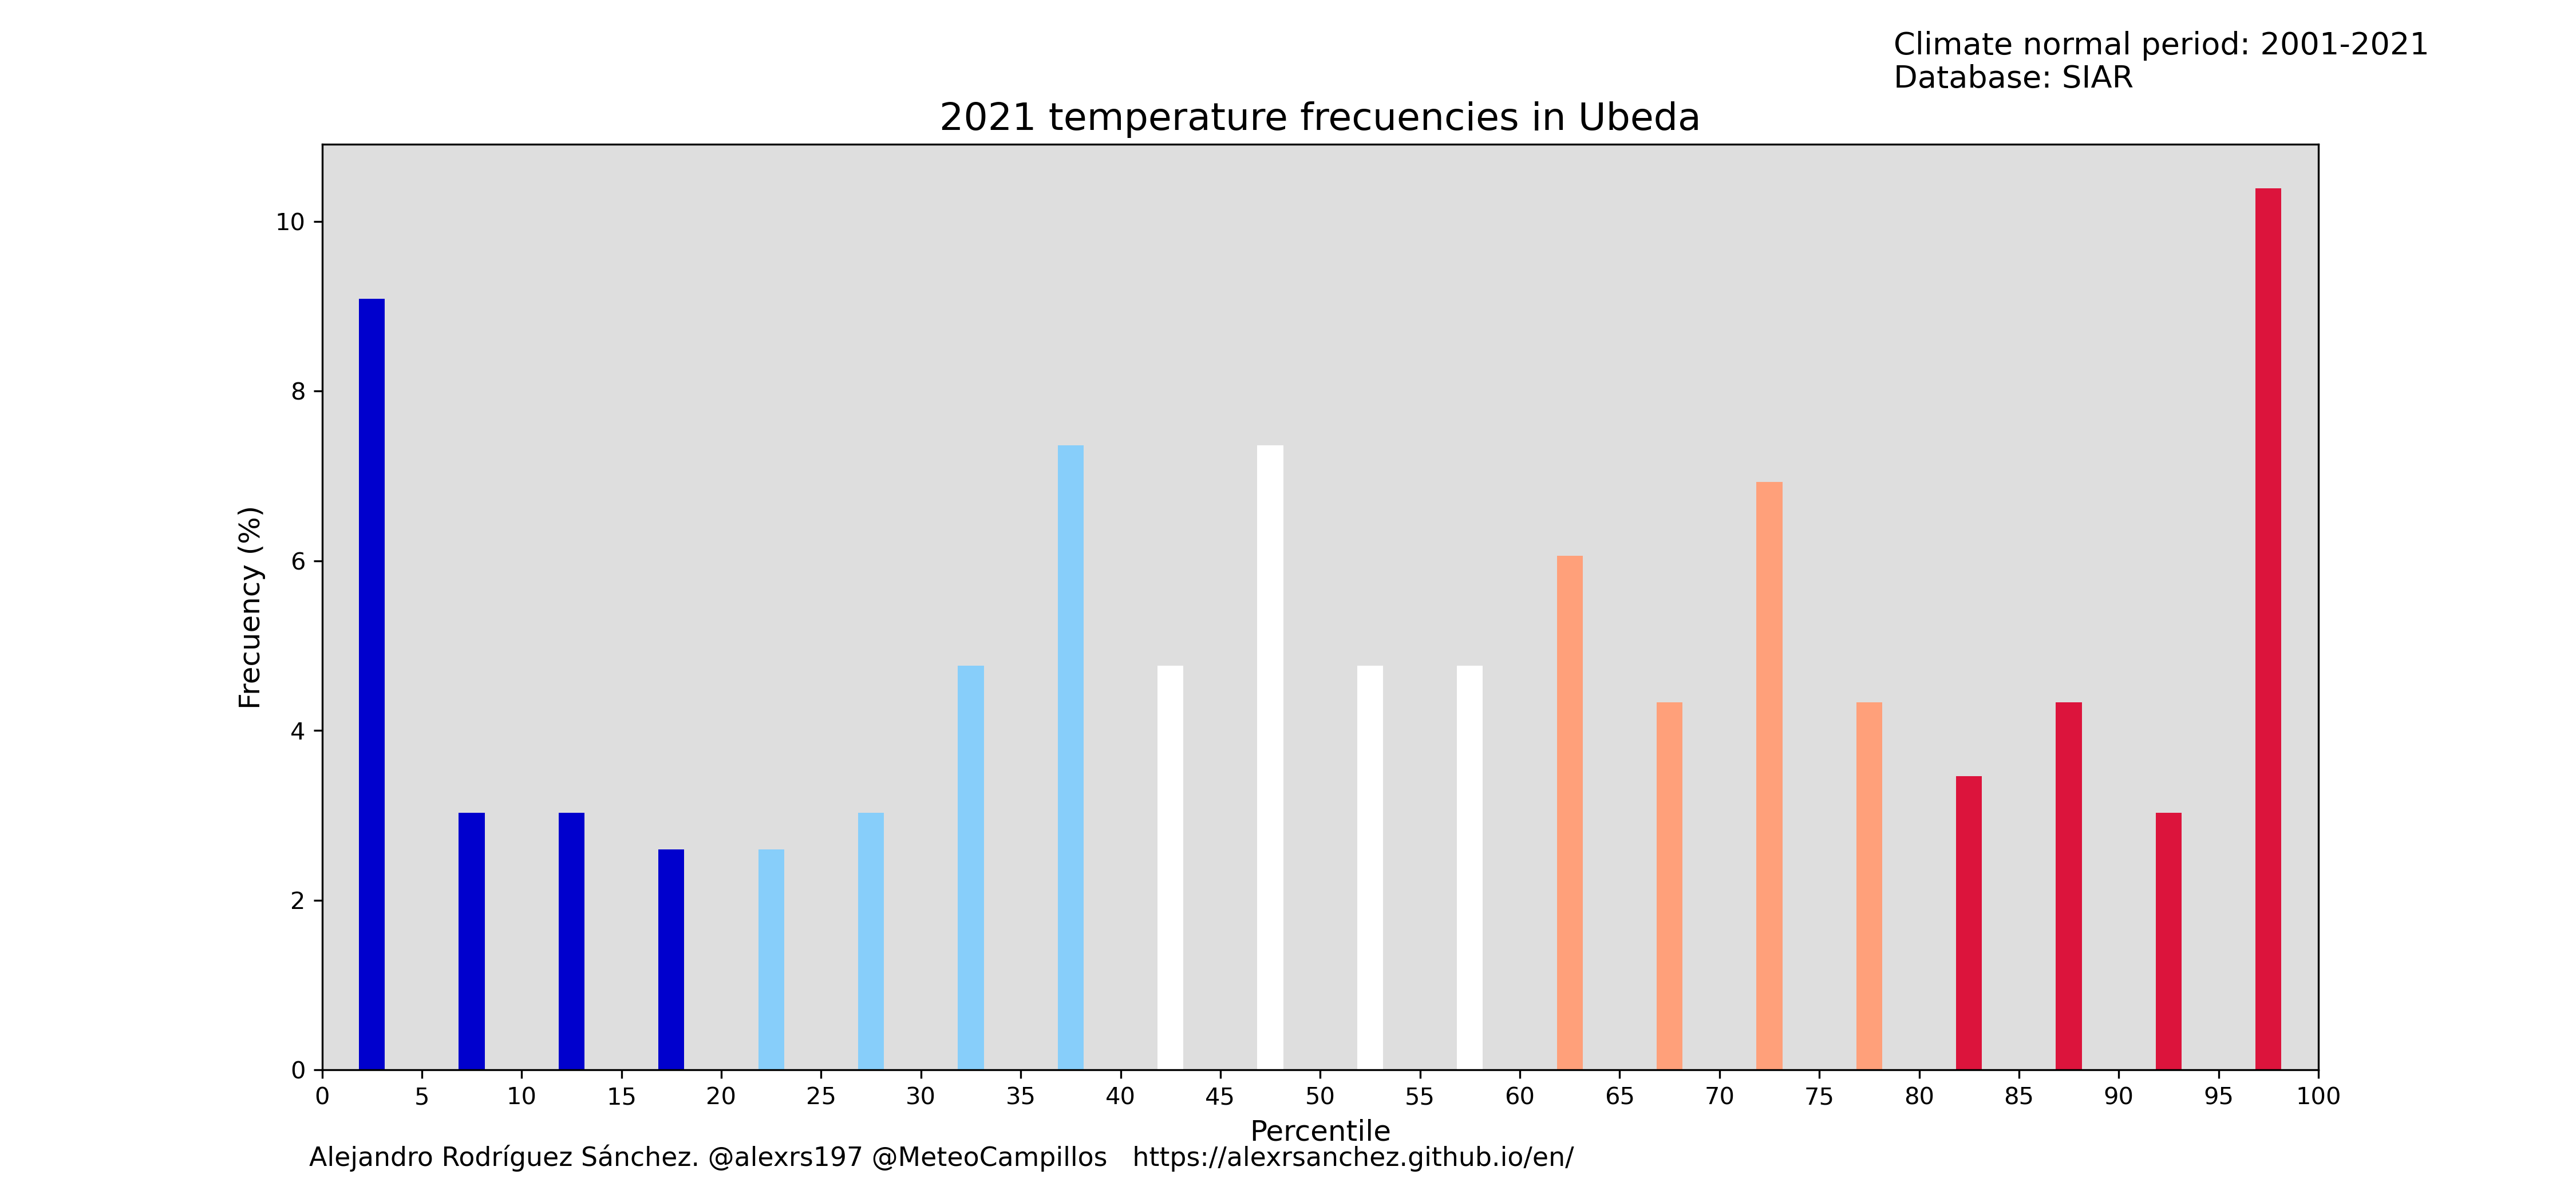 Climate normal period: 2001-2021
Database: SIAR
2021 temperature frecuencies in Ubeda
Frecuency (%)
10
8
6
4
2
0
0 5 10 15 20 25 30 35 40 45 50 55 60 65 70 75 80 85 90 95 100
Percentile
Alejandro Rodríguez Sánchez. @alexrs197 @MeteoCampillos https://alexrsanchez.github.io/en/